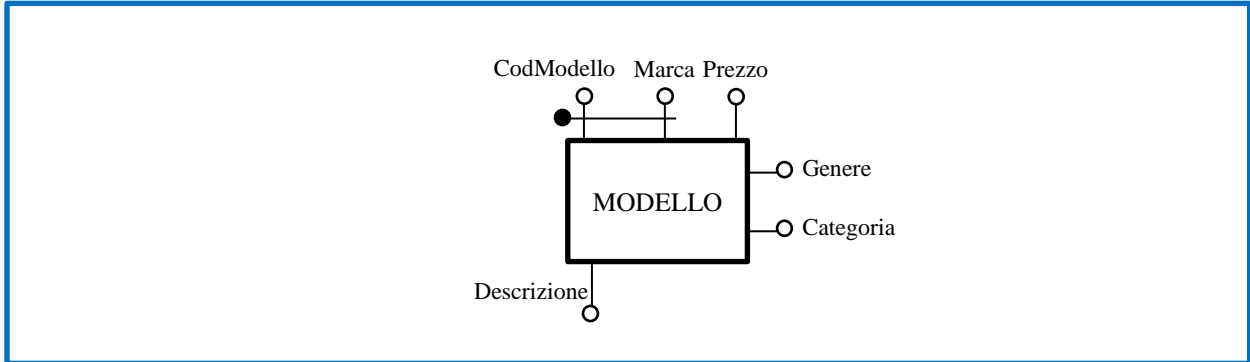 CodModello Marca Prezzo
Genere
MODELLO
Categoria
Descrizione